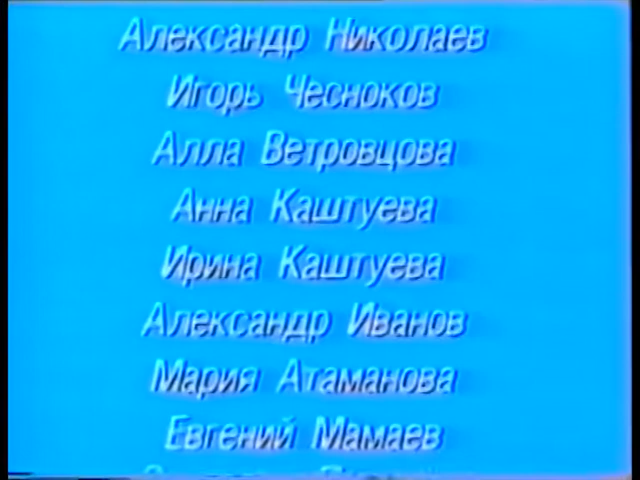 Александр Николаев
Игорь Чесноков
Алла Ветровцова
Анна Каштуева
Ирина Каштуева
Александр Иванов
Мария Атаманова
Евгений Мамаев